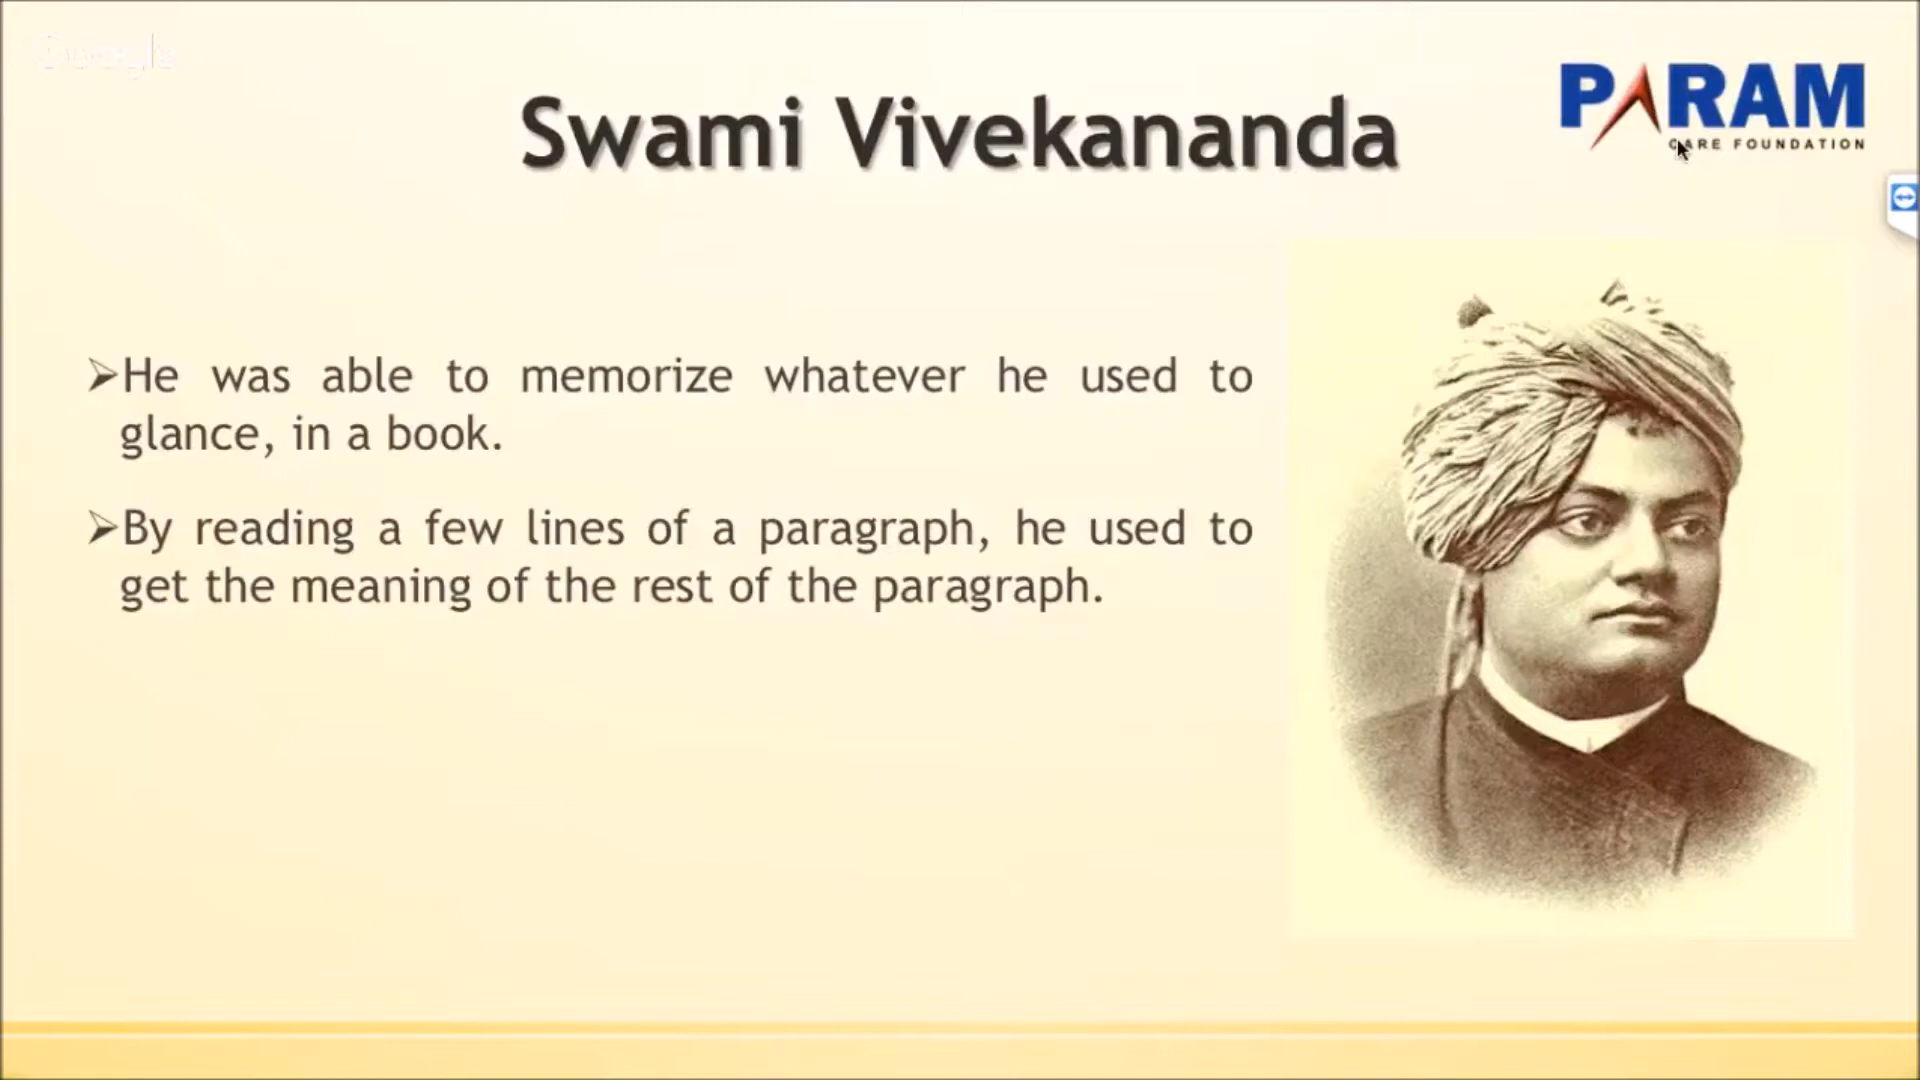 Google
Swami Vivekananda
PARAM
CARE FOUNDATION
➢He was able to memorize whatever he used to
glance, in a book.
➢By reading a few lines of a paragraph, he used to
get the meaning of the rest of the paragraph.